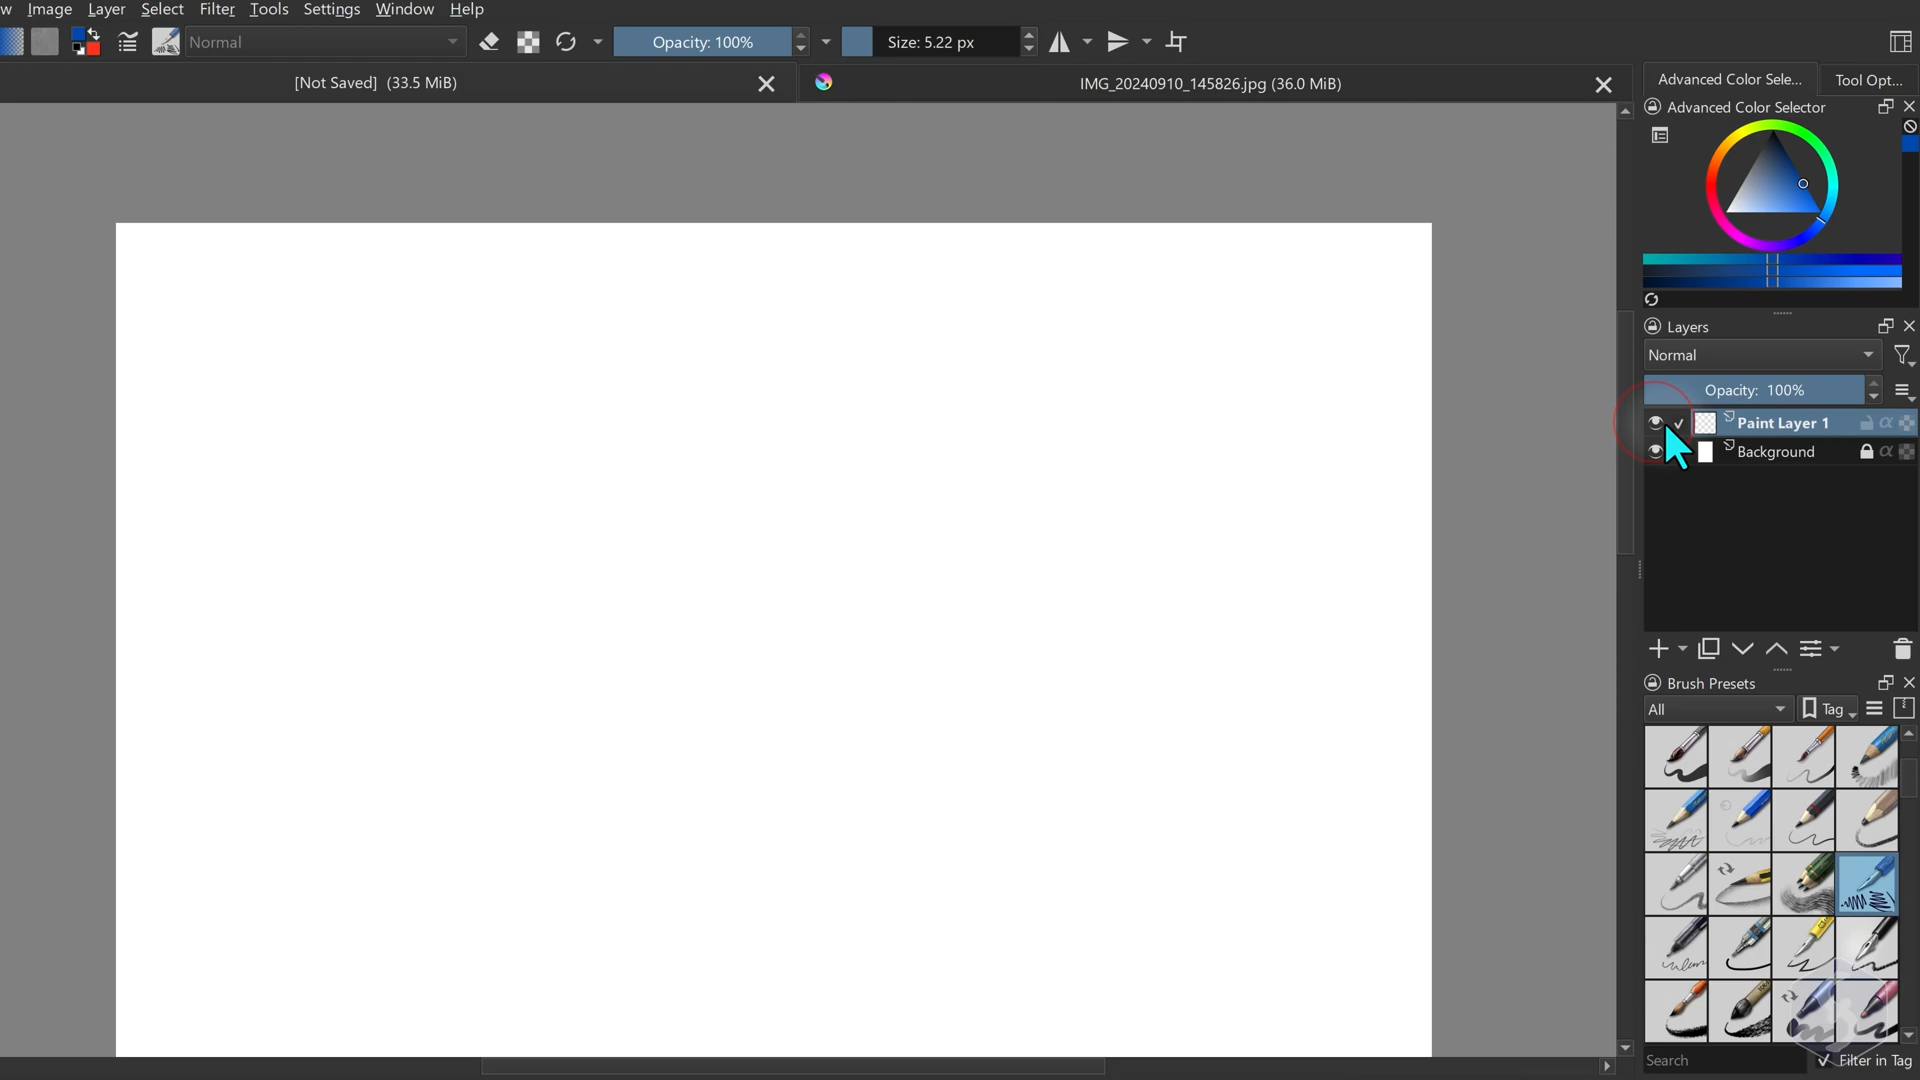 w Image Layer Select Filter Tools Settings Window Help
Normal Opacity: 100% Size: 5.22 px
[Not Saved] (33.5 MiB) IMG_20240910_145826.jpg (36.0 MiB)
Advanced Color Sele... Tool Opt...
Advanced Color Selector
Layers
Normal
Opacity: 100%
Paint Layer 1
Background
Brush Presets
All Tag
Search Filter in Tag